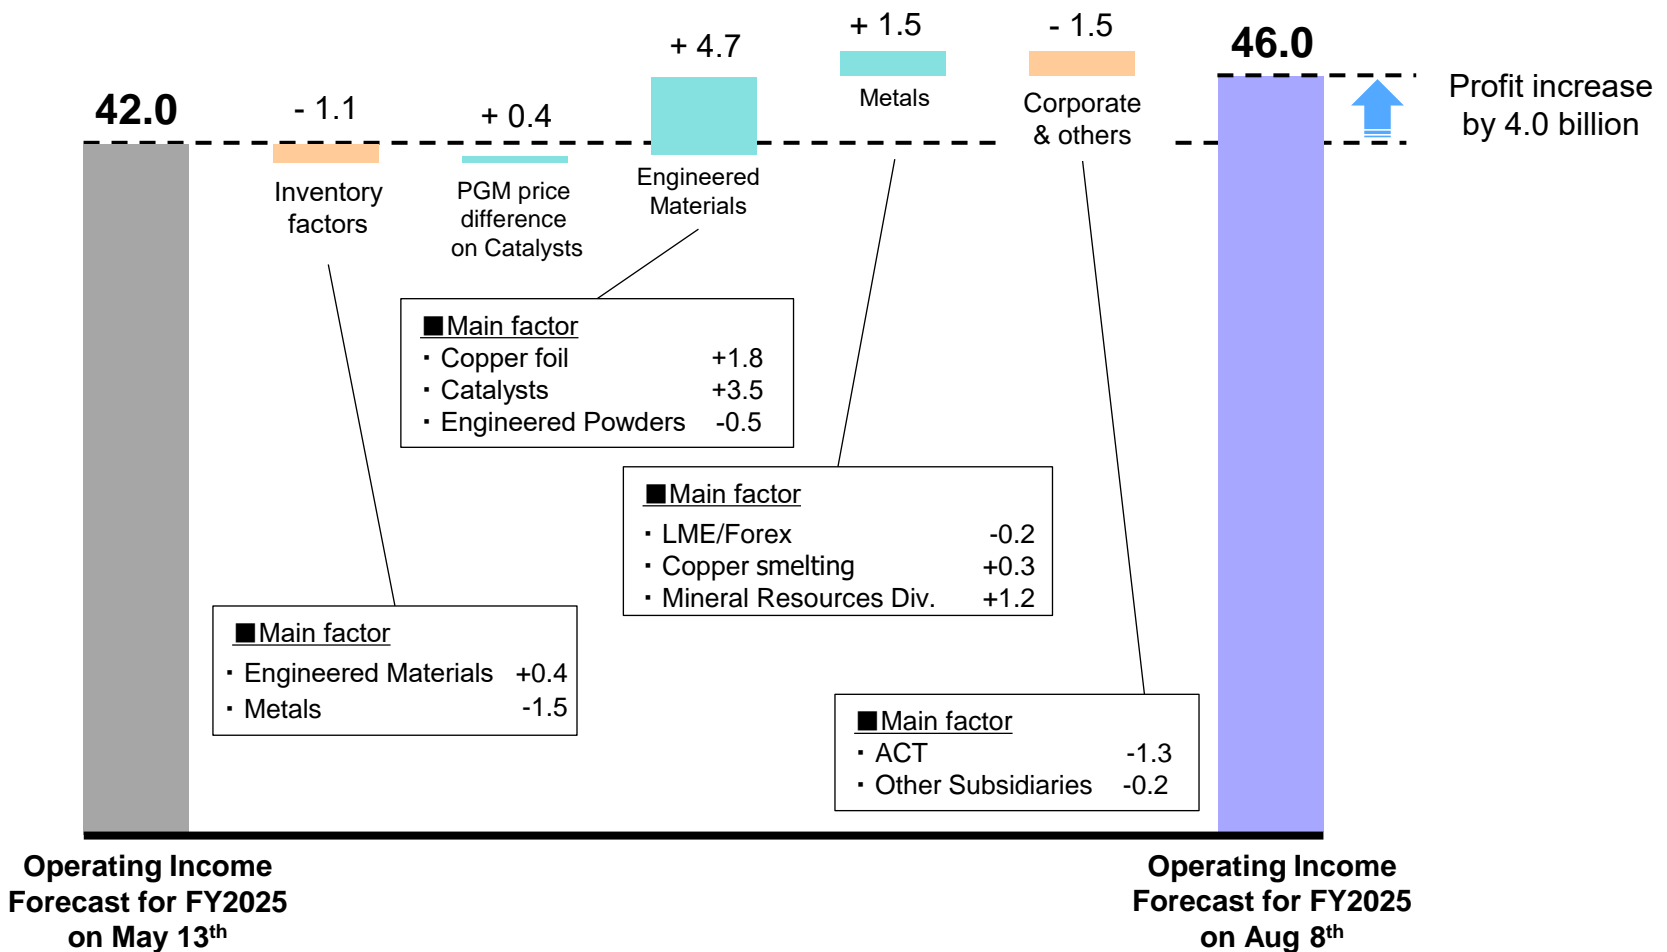 42.0
- 1.1
+ 0.4
+ 4.7
+ 1.5
- 1.5
46.0
Profit increase
by 4.0 billion
Inventory
factors
PGM price
difference
on Catalysts
Engineered
Materials
Metals
Corporate
& others
■Main factor
・Copper foil +1.8
・Catalysts +3.5
・Engineered Powders -0.5
■Main factor
・LME/Forex -0.2
・Copper smelting +0.3
・Mineral Resources Div. +1.2
■Main factor
・Engineered Materials +0.4
・Metals -1.5
■Main factor
・ACT -1.3
・Other Subsidiaries -0.2
Operating Income
Forecast for FY2025
on May 13th
Operating Income
Forecast for FY2025
on Aug 8th